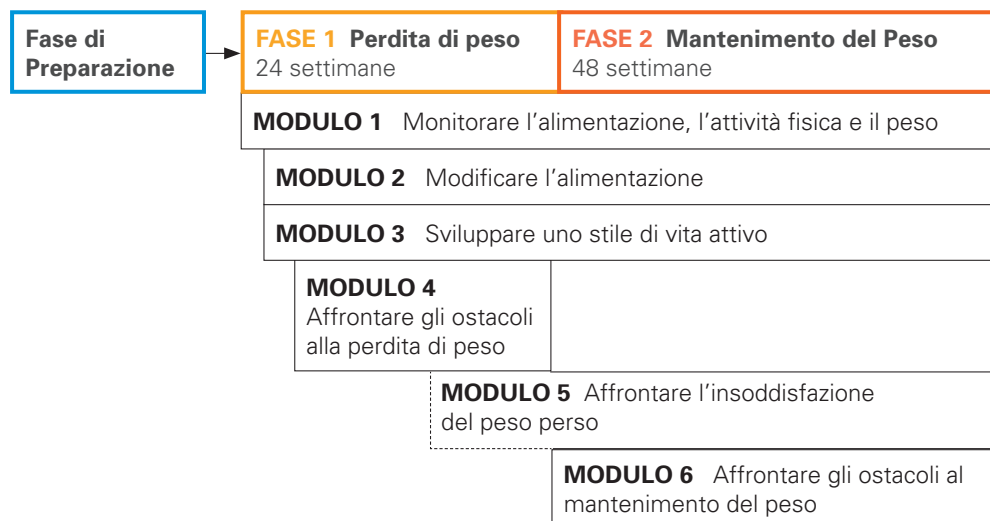 Fase di
Preparazione
FASE 1 Perdita di peso
24 settimane
FASE 2 Mantenimento del Peso
48 settimane
MODULO 1 Monitorare l'alimentazione, l'attività fisica e il peso
MODULO 2 Modificare l'alimentazione
MODULO 3 Sviluppare uno stile di vita attivo
MODULO 4
Affrontare gli ostacoli
alla perdita di peso
MODULO 5 Affrontare l'insoddisfazione
del peso perso
MODULO 6 Affrontare gli ostacoli al
mantenimento del peso